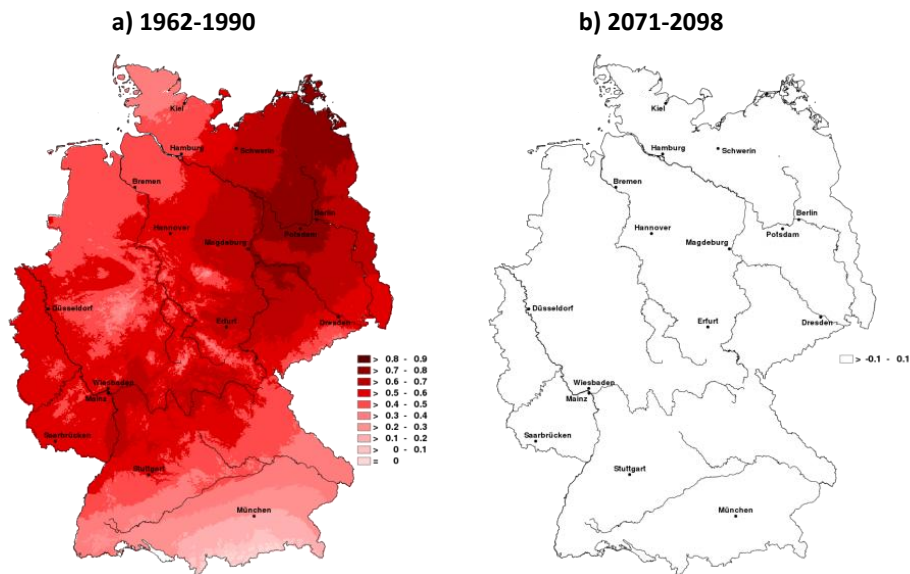 a) 1962-1990
b) 2071-2098
Kiel
Hamburg
Schwerin
Bremen
Berlin
Potsdam
Hannover
Magdeburg
Düsseldorf
Erfurt
Dresden
Wiesbaden
Mainz
Saarbrücken
Stuttgart
München
> 0.8 - 0.9
> 0.7 - 0.8
> 0.6 - 0.7
> 0.5 - 0.6
> 0.4 - 0.5
> 0.3 - 0.4
> 0.2 - 0.3
> 0.1 - 0.2
> 0 - 0.1
= 0
Kiel
Hamburg
Schwerin
Bremen
Berlin
Potsdam
Hannover
Magdeburg
Düsseldorf
Erfurt
Dresden
Wiesbaden
Mainz
Saarbrücken
Stuttgart
München
> -0.1 - 0.1